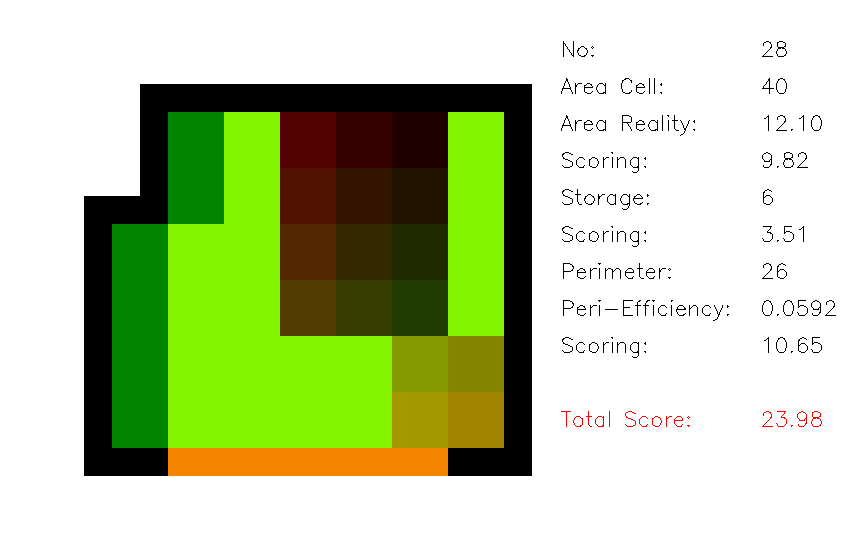 No: 28
Area Cell: 40
Area Reality: 12.10
Scoring: 9.82
Storage: 6
Scoring: 3.51
Perimeter: 26
Peri-Efficiency: 0.0592
Scoring: 10.65
Total Score: 23.98